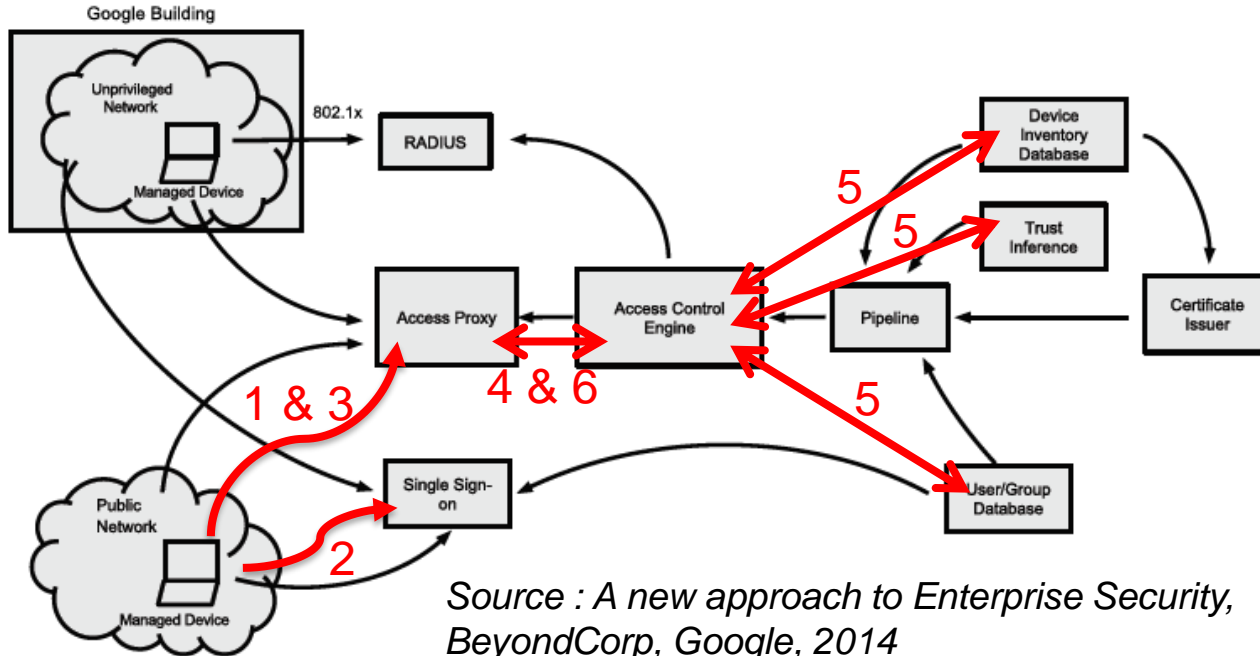 Google Building
Unprivileged
Network
802.1x
Managed Device
RADIUS
Device
Inventory
Database
5
5
Trust
Inference
Access Proxy
Access Control
Engine
Pipeline
Certificate
Issuer
4 & 6
1 & 3
5
Single Sign-
on
User/Group
Database
Public
Network
2
Managed Device
Source : A new approach to Enterprise Security,
BeyondCorp, Google, 2014